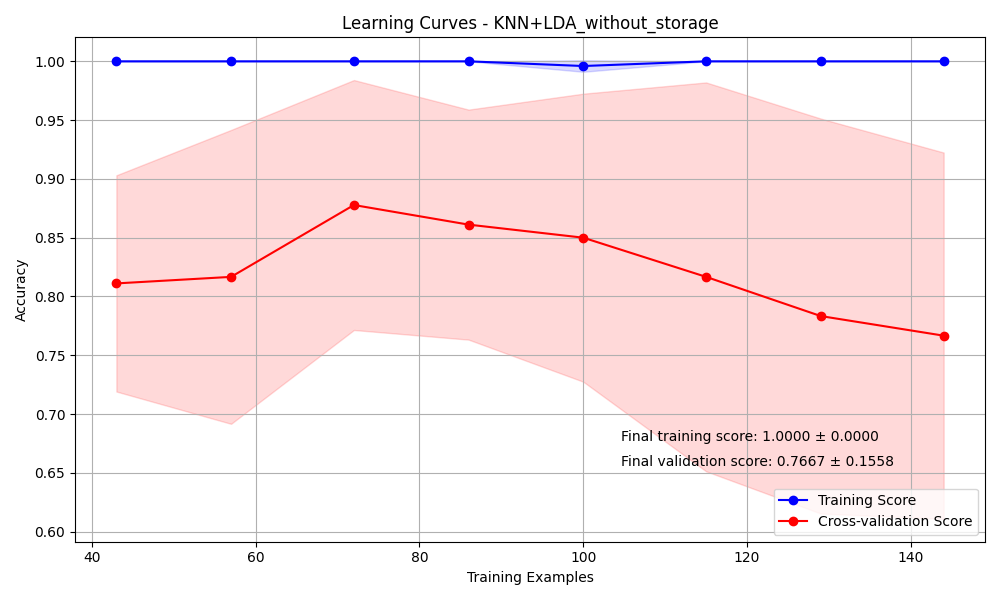 Learning Curves - KNN+LDA_without_storage
1.00
0.95
0.90
0.85
0.80
0.75
0.70
0.65
0.60
Accuracy
Final training score: 1.0000 ± 0.0000
Final validation score: 0.7667 ± 0.1558
Training Score
Cross-validation Score
40 60 80 100 120 140
Training Examples